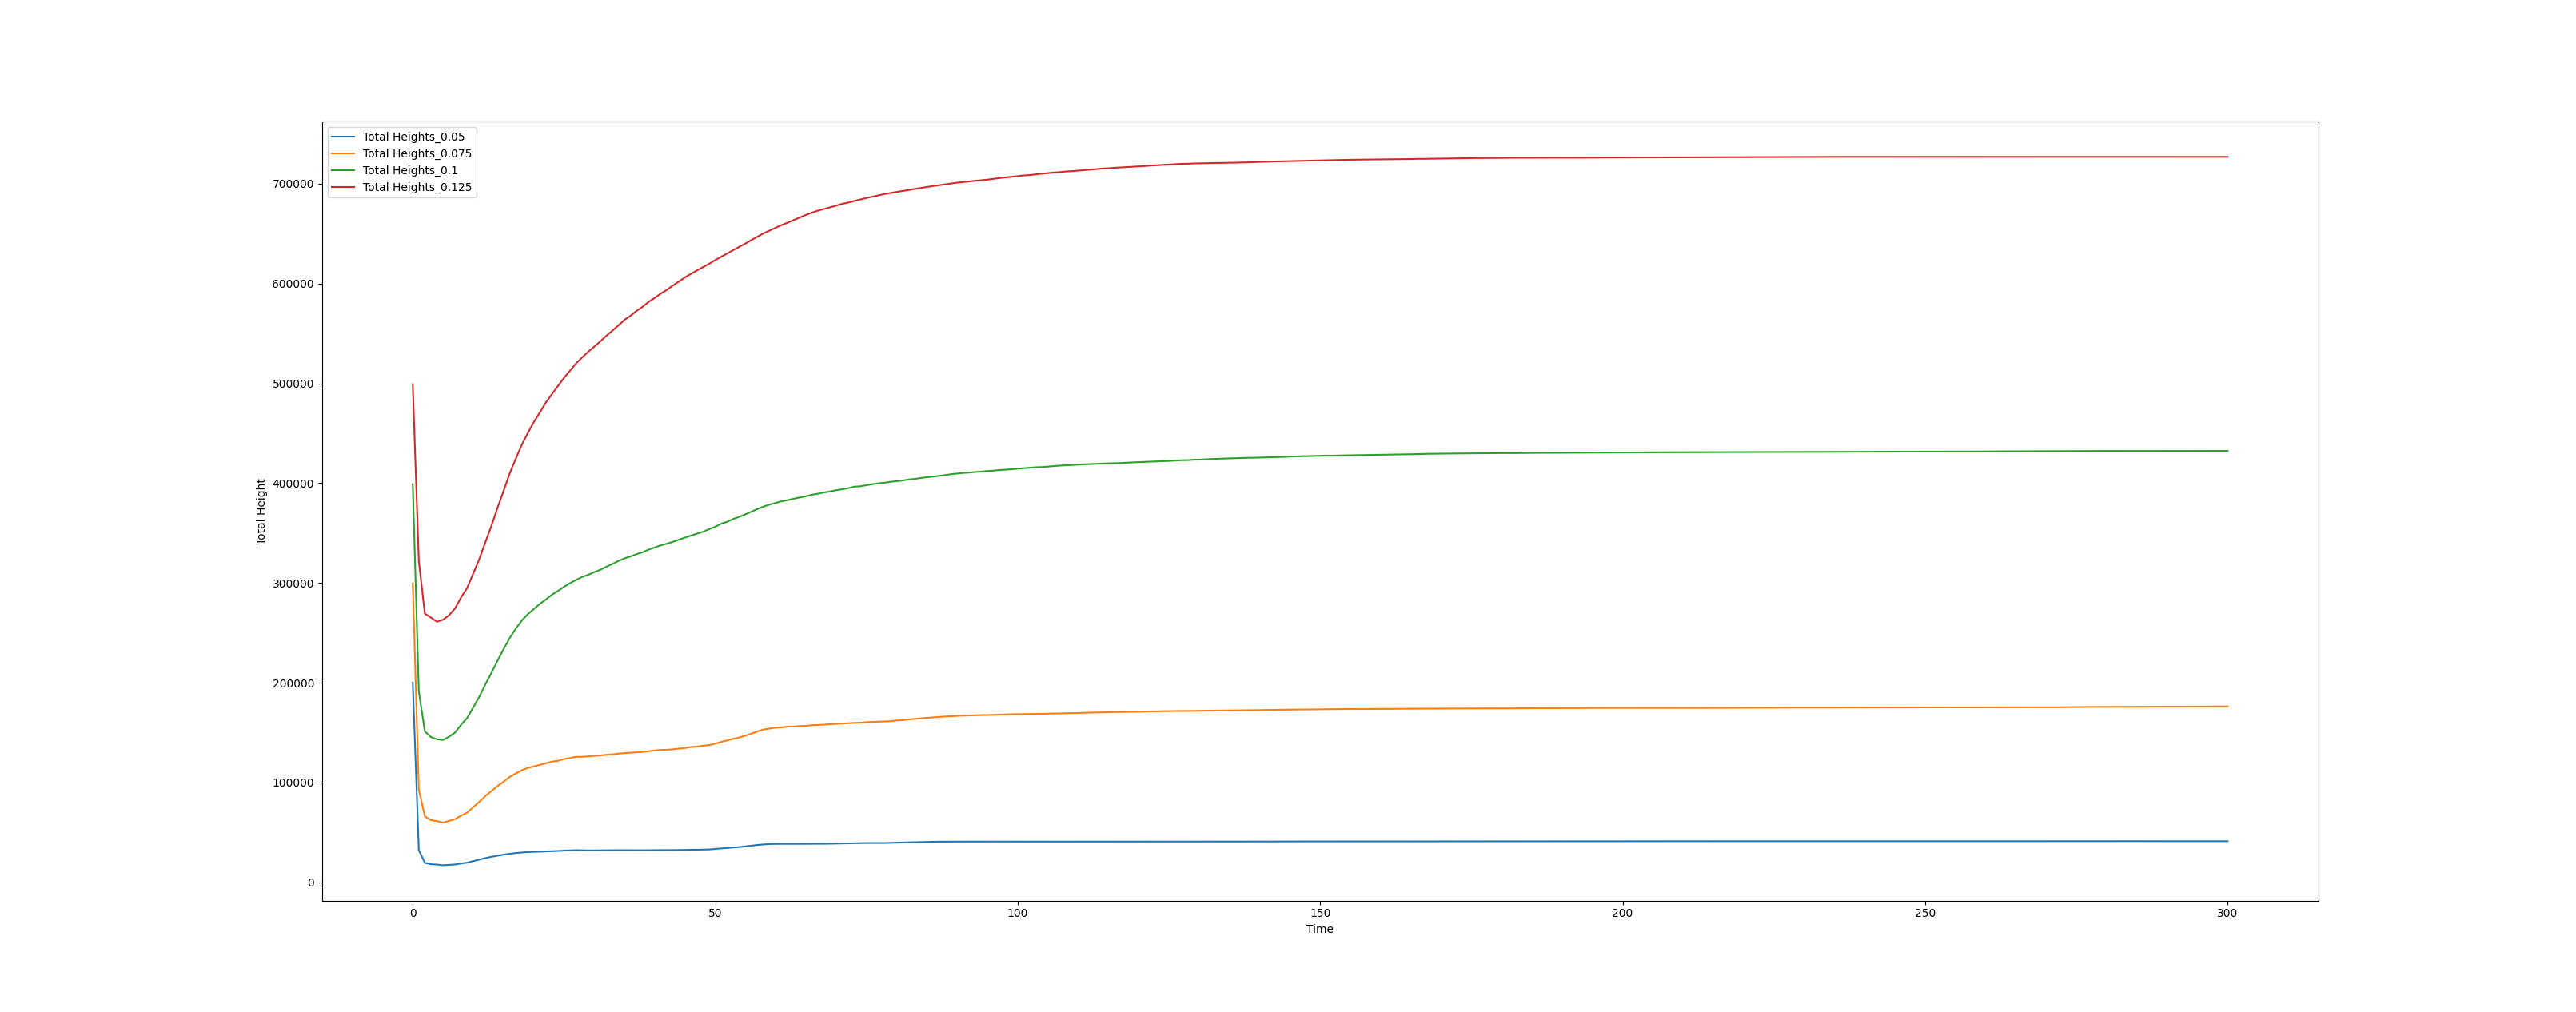 Total Heights_0.05
Total Heights_0.075
Total Heights_0.1
Total Heights_0.125
700000
600000
500000
400000
300000
200000
100000
0
Total Height
0 50 100 150 200 250 300
Time